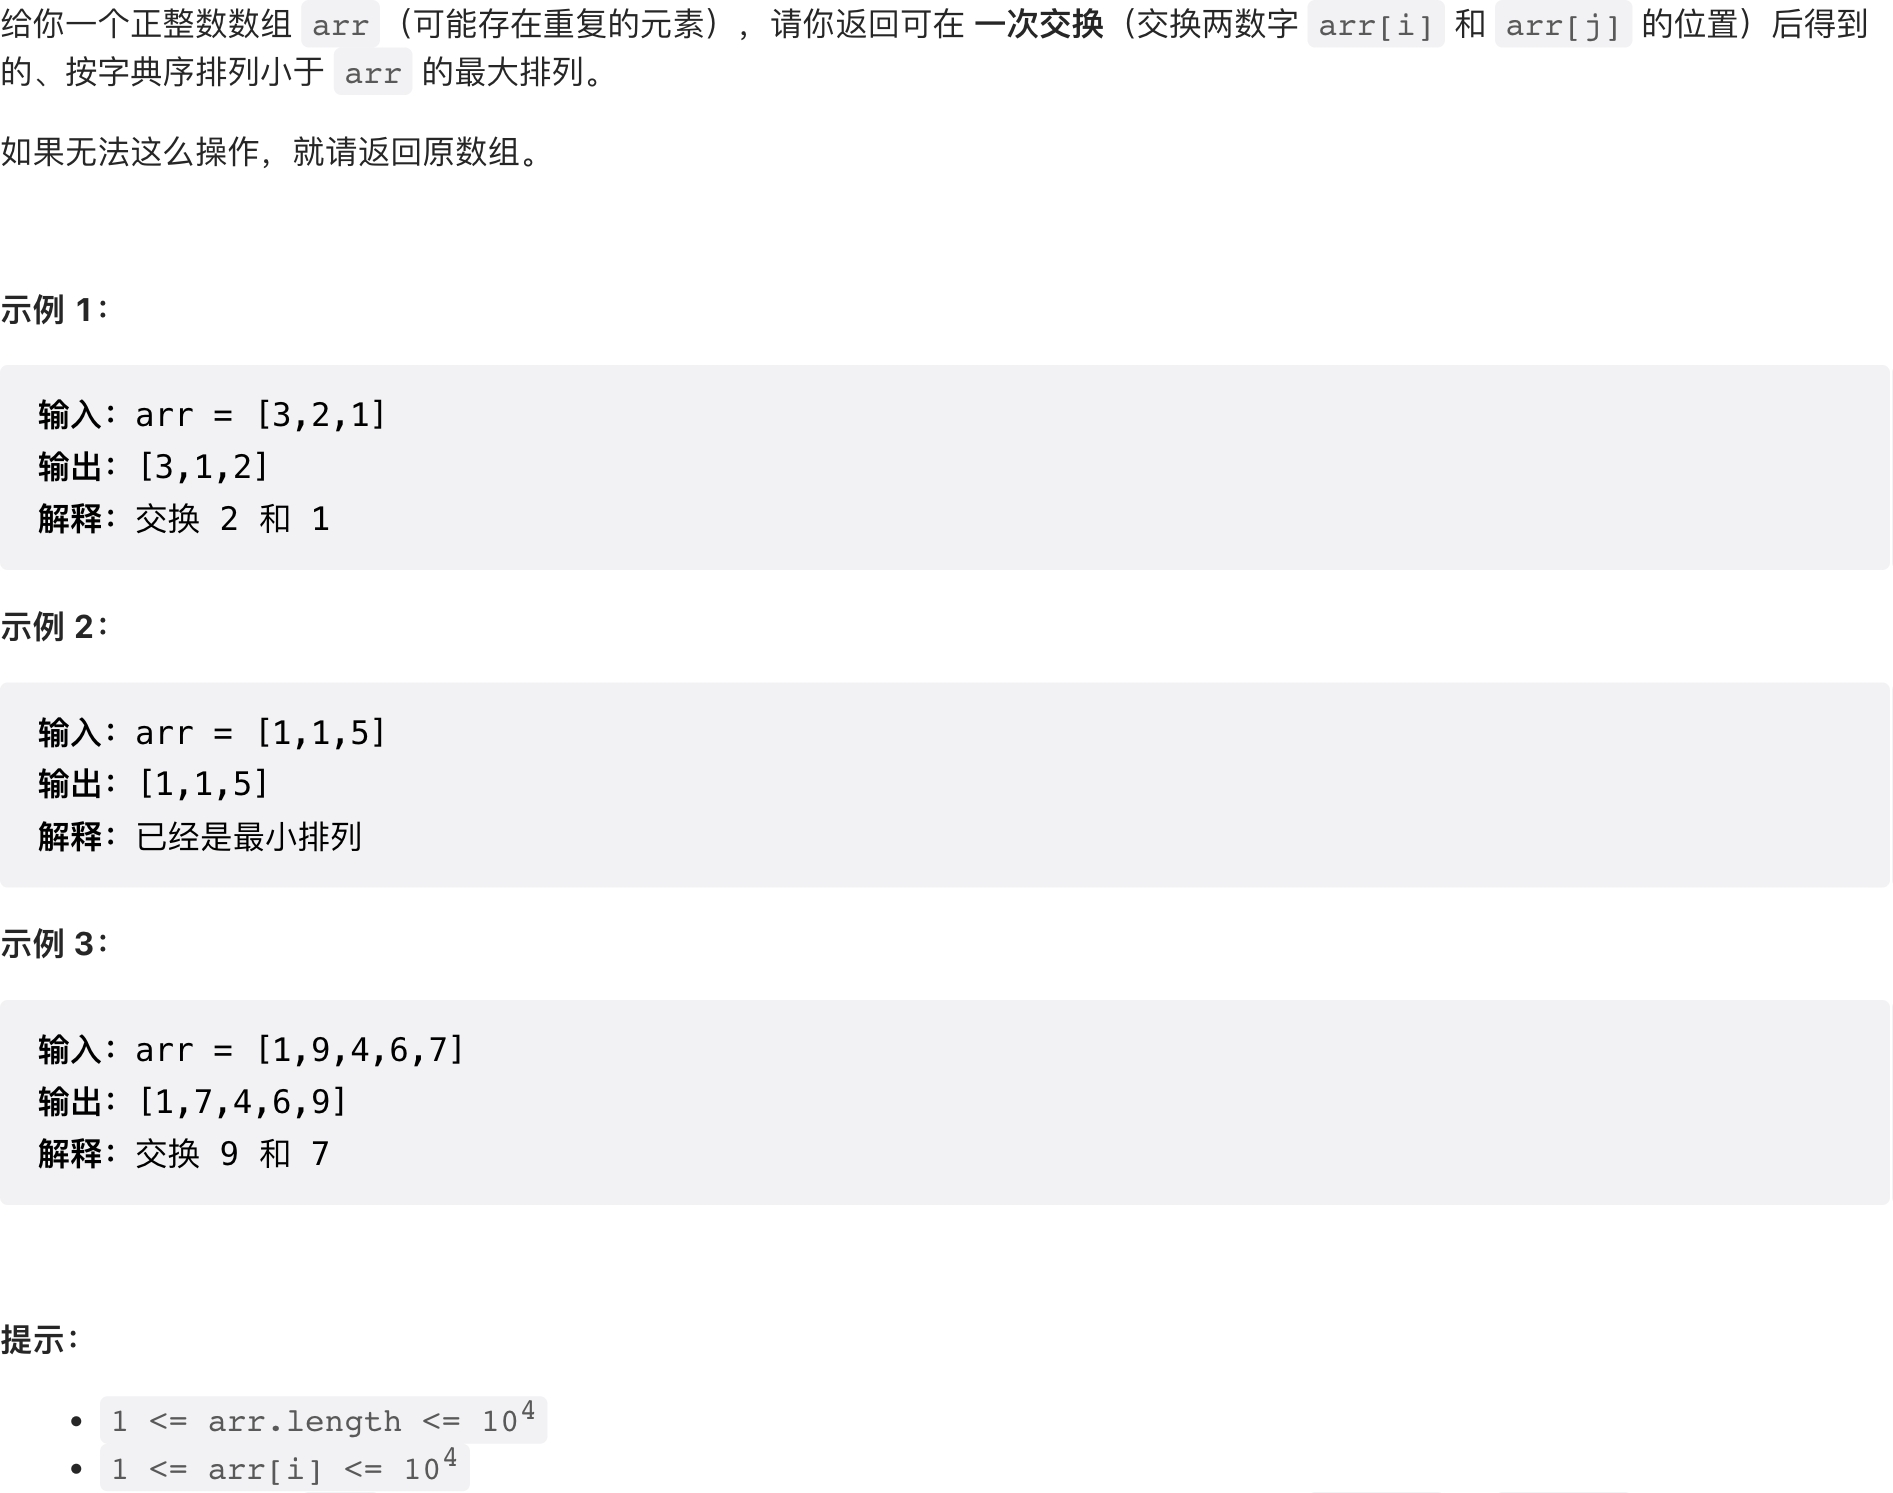 给你一个正整数数组 arr（可能存在重复的元素），请你返回可在 一次交换（交换两数字 arr[i] 和 arr[j] 的位置）后得到
的、按字典序排列小于 arr 的最大排列。
如果无法这么操作，就请返回原数组。
示例 1：
输入：arr = [3,2,1]
输出：[3,1,2]
解释：交换 2 和 1
示例 2：
输入：arr = [1,1,5]
输出：[1,1,5]
解释：已经是最小排列
示例 3：
输入：arr = [1,9,4,6,7]
输出：[1,7,4,6,9]
解释：交换 9 和 7
提示：
• 1 <= arr.length <= 10⁴
• 1 <= arr[i] <= 10⁴